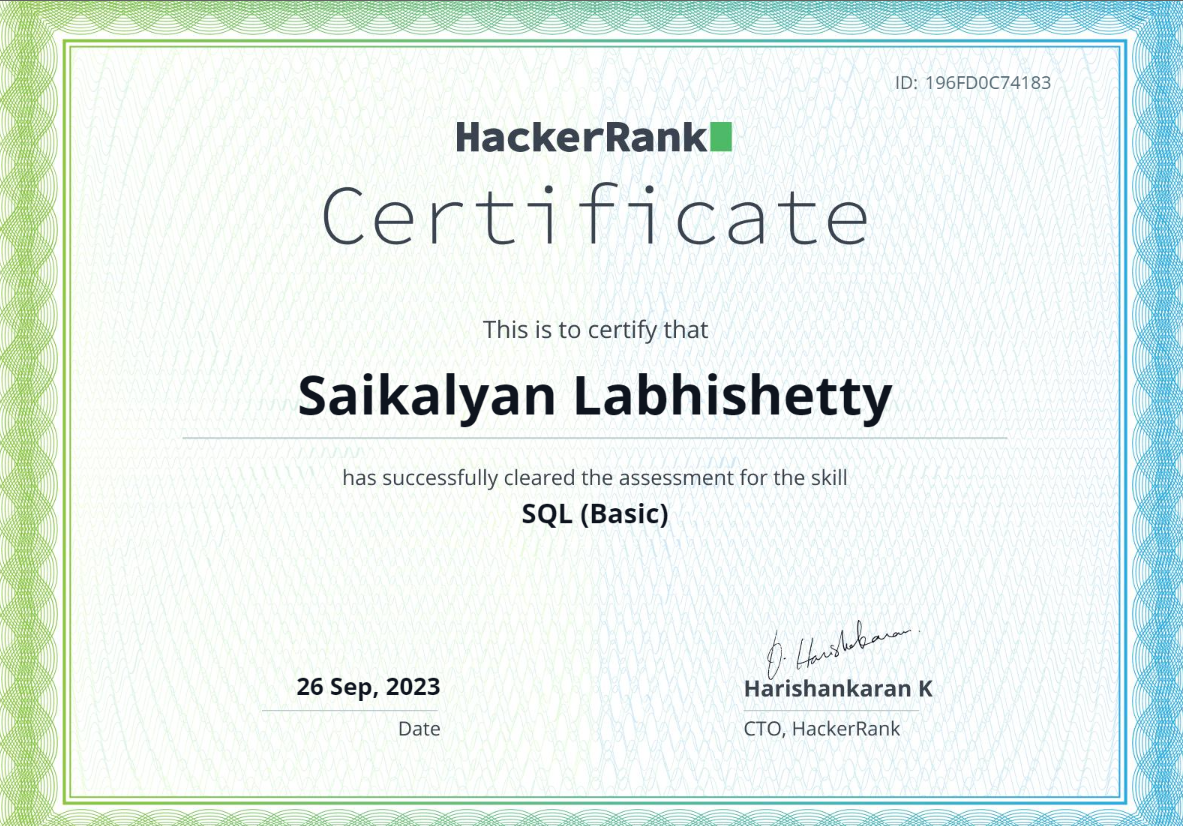 ID: 196FD0C74183
HackerRank
Certificate
This is to certify that
Saikalyan Labhishetty
has successfully cleared the assessment for the skill
SQL (Basic)
26 Sep, 2023
Date
Harishankaran K
CTO, HackerRank